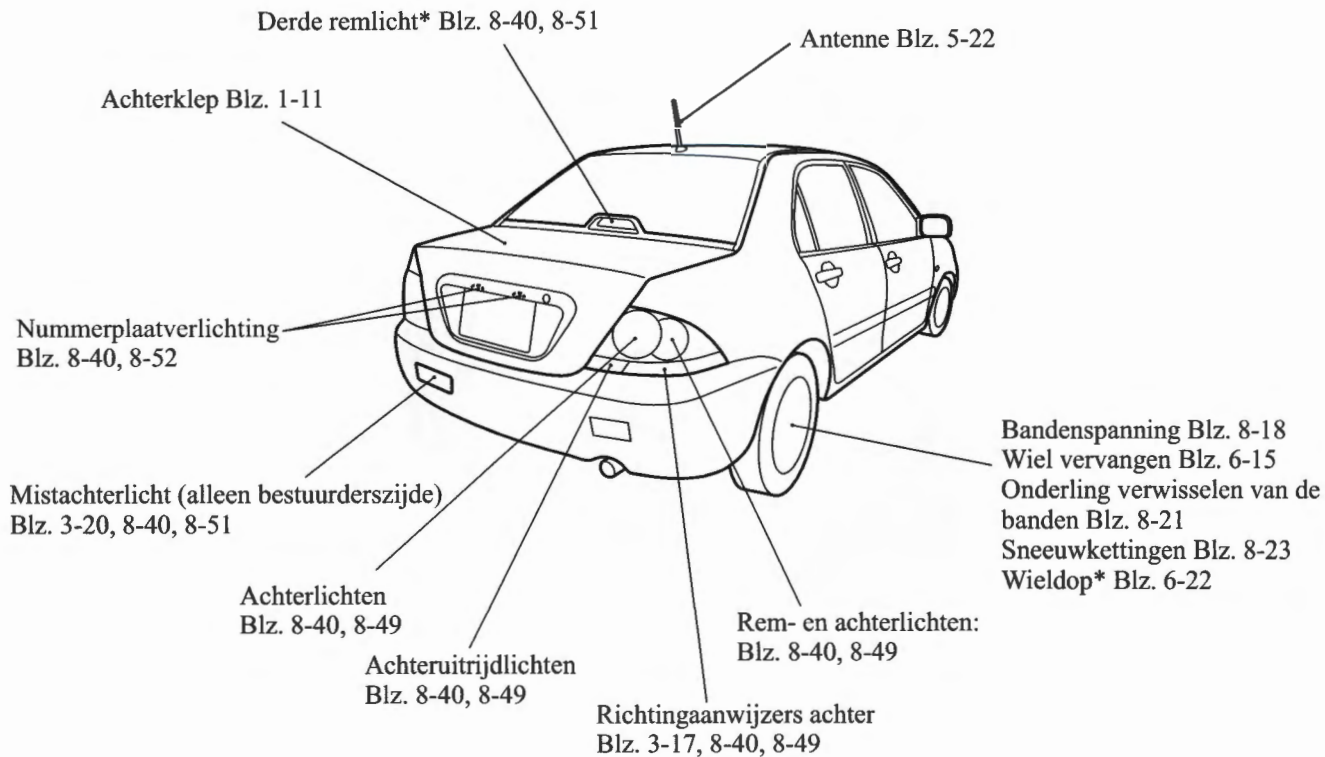 Derde remlicht* Blz. 8-40, 8-51
Antenne Blz. 5-22
Achterklep Blz. 1-11
Nummerplaatverlichting
Blz. 8-40, 8-52
Mistachterlicht (alleen bestuurderszijde)
Blz. 3-20, 8-40, 8-51
Achterlichten
Blz. 8-40, 8-49
Achteruitrijdlichten
Blz. 8-40, 8-49
Richtingaanwijzers achter
Blz. 3-17, 8-40, 8-49
Rem- en achterlichten:
Blz. 8-40, 8-49
Bandenspanning Blz. 8-18
Wiel vervangen Blz. 6-15
Onderling verwisselen van de
banden Blz. 8-21
Sneeuwkettingen Blz. 8-23
Wieldop* Blz. 6-22